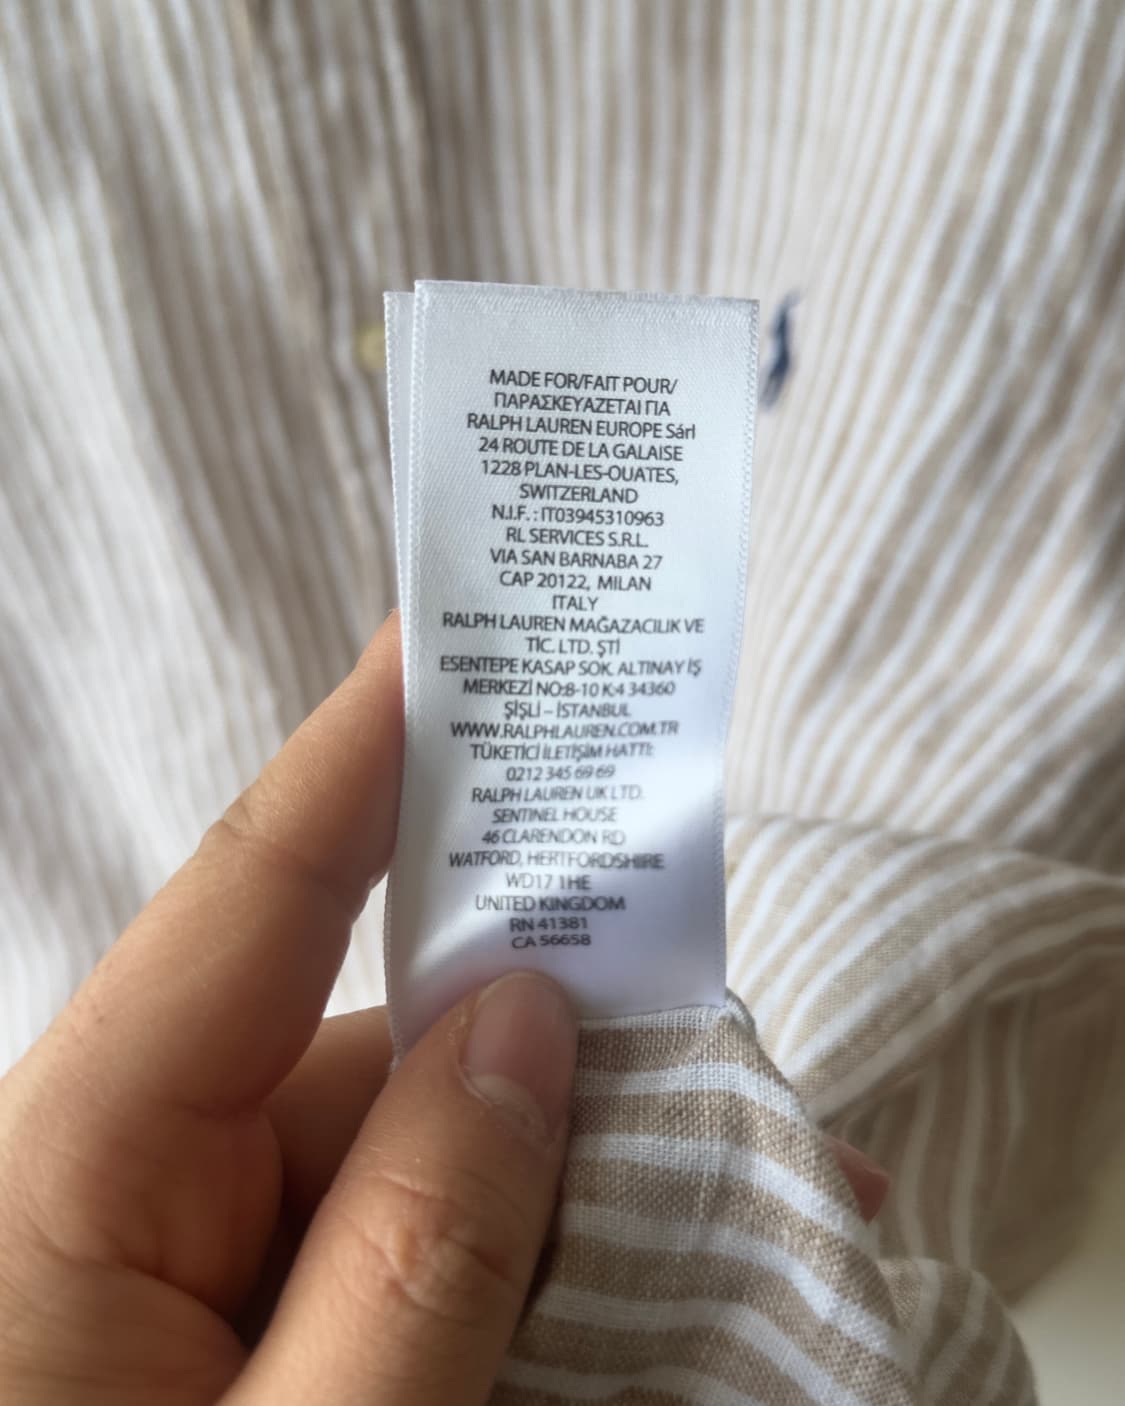 MADE FOR/FAIT POUR/
ΠΑΡΑΣΚΕΥΑΖΕΤΑΙ ΓΙΑ
RALPH LAUREN EUROPE Sárl
24 ROUTE DE LA GALAISE
1228 PLAN-LES-OUATES,
SWITZERLAND
N.I.F. : IT03945310963
RL SERVICES S.R.L.
VIA SAN BARNABA 27
CAP 20122, MILAN
ITALY
RALPH LAUREN MAĞAZACILIK VE
TİC. LTD. ŞTİ
ESENTEPE KASAP SOK. ALTINAY İŞ
MERKEZİ NO:8-10 K:4 34360
ŞİŞLİ – İSTANBUL
WWW.RALPHLAUREN.COM.TR
TÜKETİCİ İLETİŞİM HATTI:
0212 345 69 69
RALPH LAUREN UK LTD.
SENTINEL HOUSE
46 CLARENDON RD
WATFORD, HERTFORDSHIRE
WD17 1HE
UNITED KINGDOM
RN 41381
CA 56658